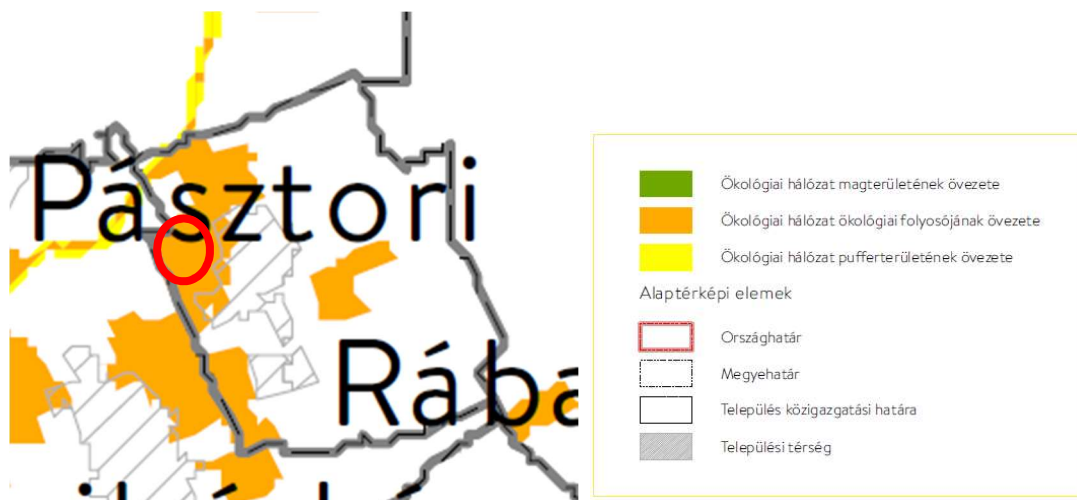 Pásztori
Rába
Ökológiai hálózat magterületének övezete
Ökológiai hálózat ökológiai folyosójának övezete
Ökológiai hálózat pufferterületének övezete
Alaptérképi elemek
Országhatár
Megyehatár
Település közigazgatási határa
Települési térség